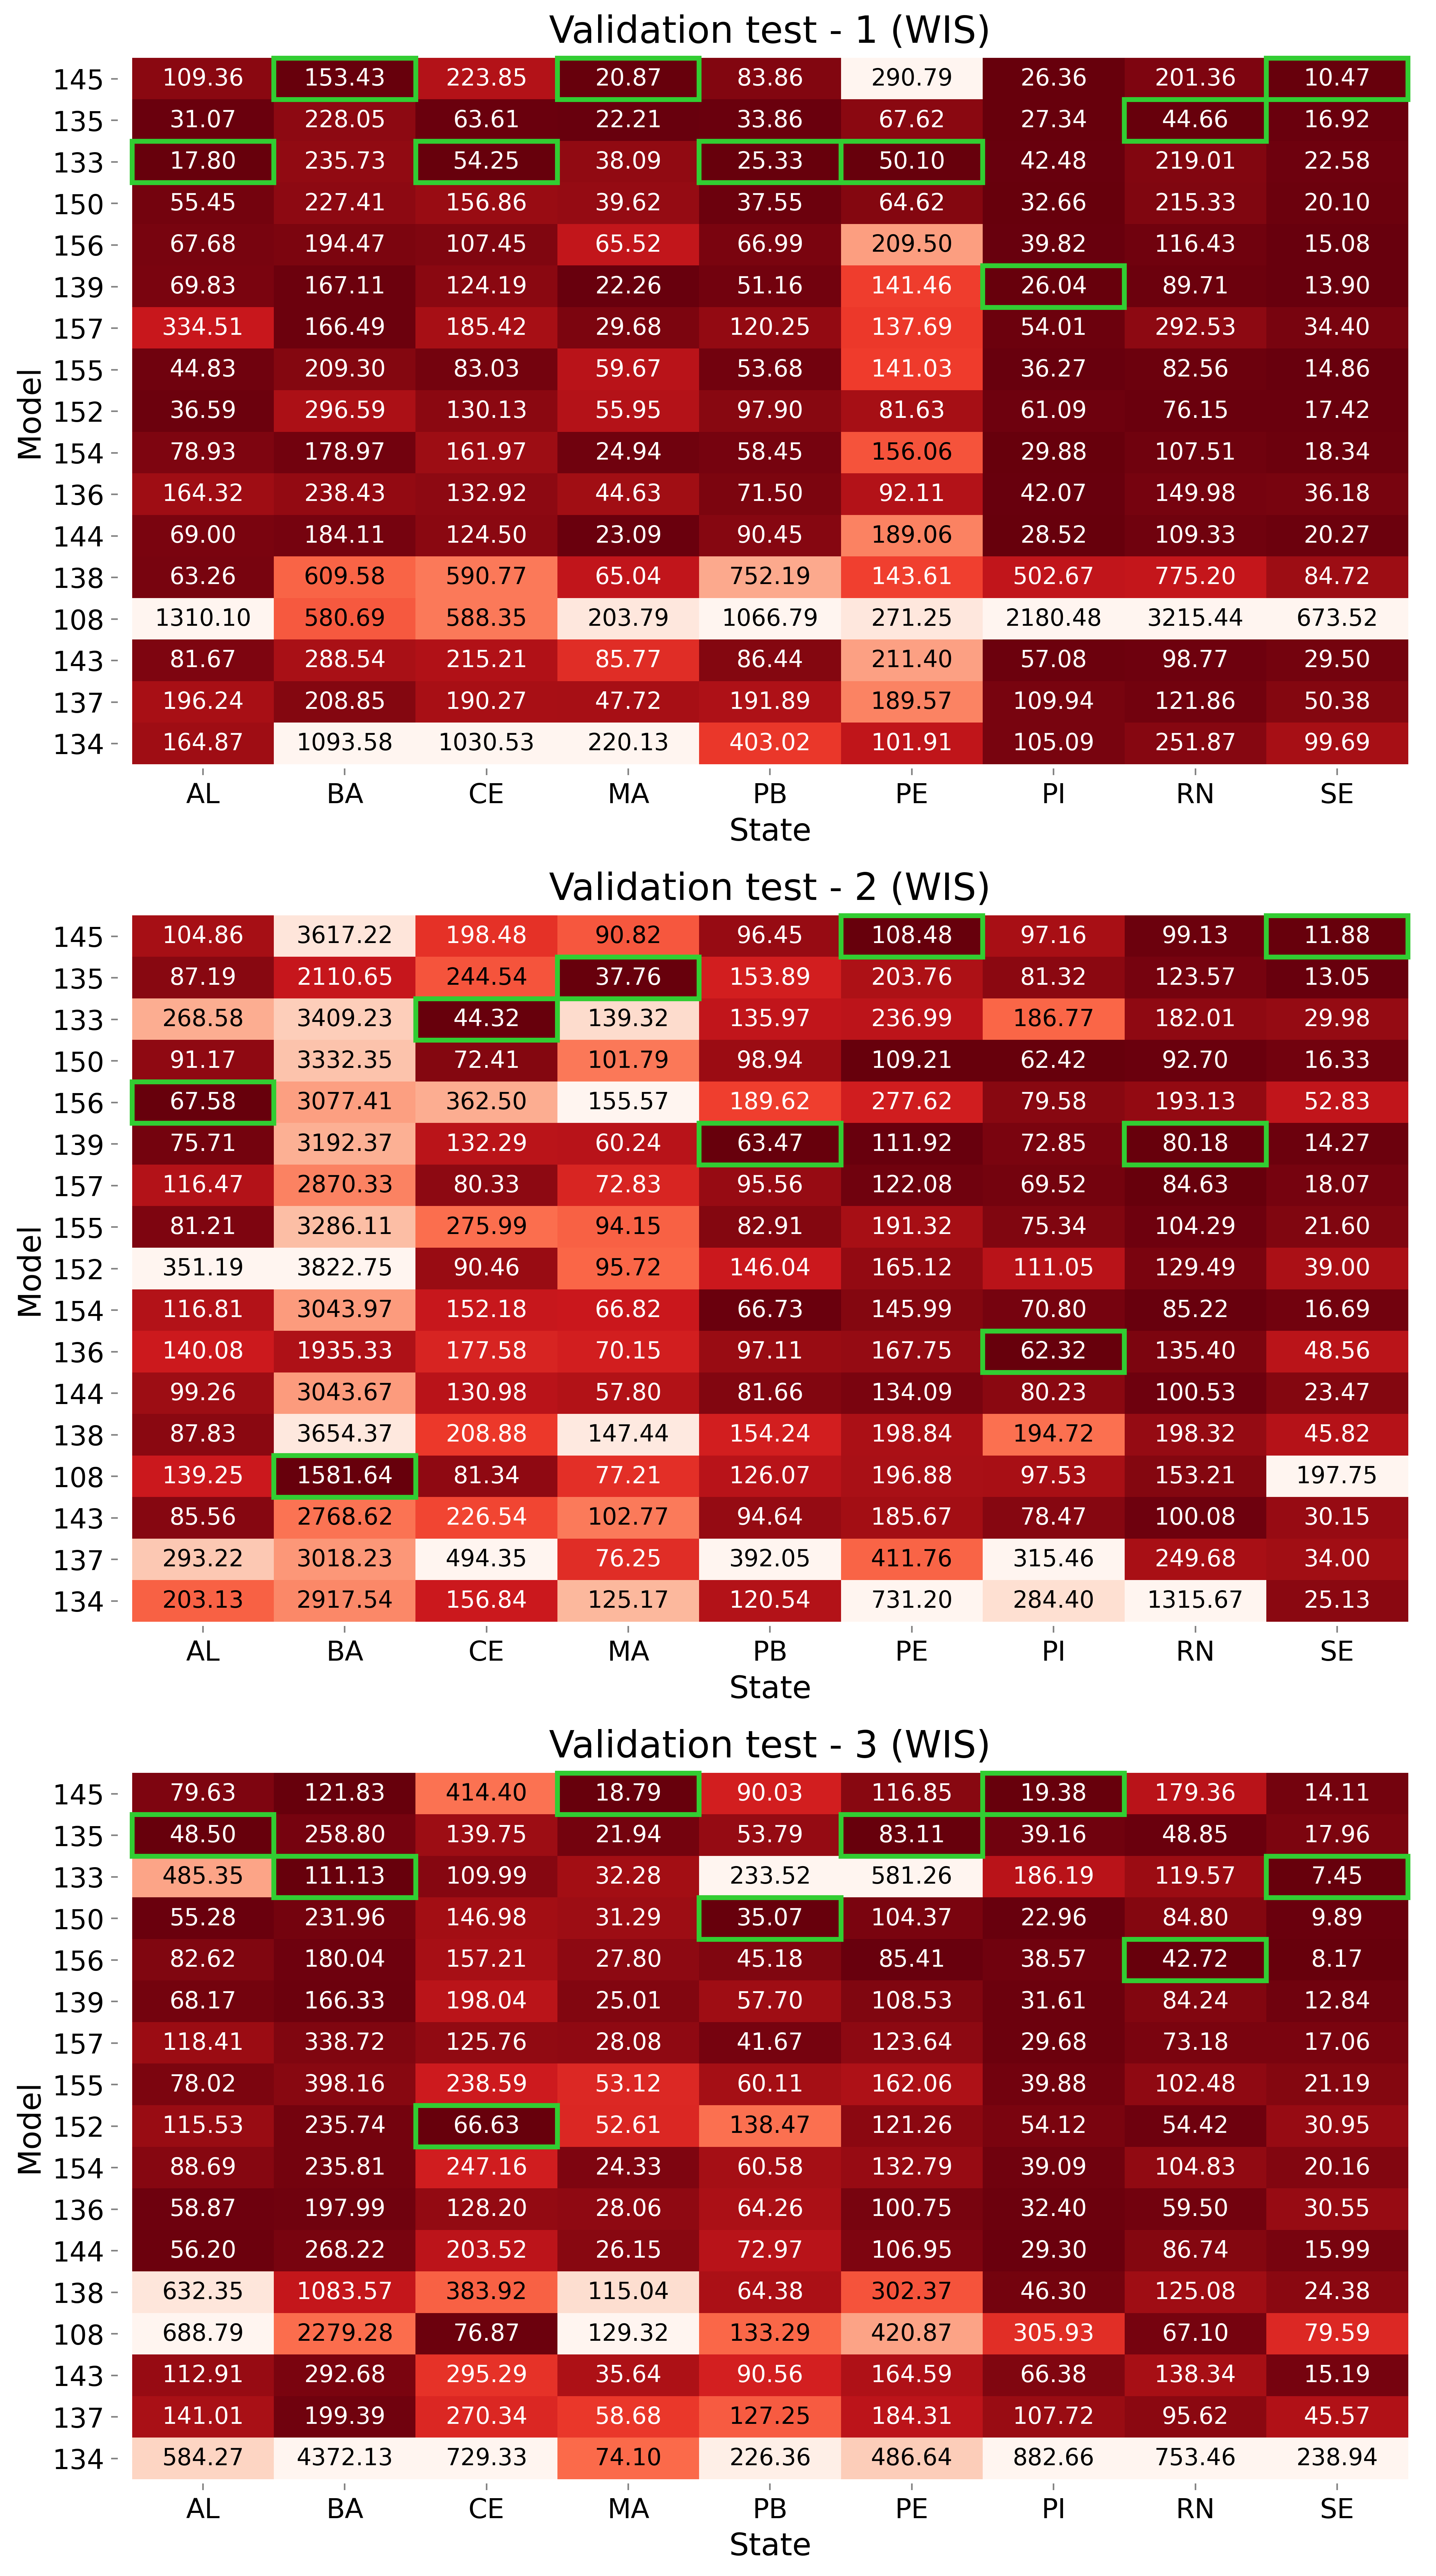 Validation test - 1 (WIS)
145 109.36 153.43 223.85 20.87 83.86 290.79 26.36 201.36 10.47
135 31.07 228.05 63.61 22.21 33.86 67.62 27.34 44.66 16.92
133 17.80 235.73 54.25 38.09 25.33 50.10 42.48 219.01 22.58
150 55.45 227.41 156.86 39.62 37.55 64.62 32.66 215.33 20.10
156 67.68 194.47 107.45 65.52 66.99 209.50 39.82 116.43 15.08
139 69.83 167.11 124.19 22.26 51.16 141.46 26.04 89.71 13.90
157 334.51 166.49 185.42 29.68 120.25 137.69 54.01 292.53 34.40
155 44.83 209.30 83.03 59.67 53.68 141.03 36.27 82.56 14.86
152 36.59 296.59 130.13 55.95 97.90 81.63 61.09 76.15 17.42
154 78.93 178.97 161.97 24.94 58.45 156.06 29.88 107.51 18.34
136 164.32 238.43 132.92 44.63 71.50 92.11 42.07 149.98 36.18
144 69.00 184.11 124.50 23.09 90.45 189.06 28.52 109.33 20.27
138 63.26 609.58 590.77 65.04 752.19 143.61 502.67 775.20 84.72
108 1310.10 580.69 588.35 203.79 1066.79 271.25 2180.48 3215.44 673.52
143 81.67 288.54 215.21 85.77 86.44 211.40 57.08 98.77 29.50
137 196.24 208.85 190.27 47.72 191.89 189.57 109.94 121.86 50.38
134 164.87 1093.58 1030.53 220.13 403.02 101.91 105.09 251.87 99.69
Model
AL BA CE MA PB PE PI RN SE
State
Validation test - 2 (WIS)
145 104.86 3617.22 198.48 90.82 96.45 108.48 97.16 99.13 11.88
135 87.19 2110.65 244.54 37.76 153.89 203.76 81.32 123.57 13.05
133 268.58 3409.23 44.32 139.32 135.97 236.99 186.77 182.01 29.98
150 91.17 3332.35 72.41 101.79 98.94 109.21 62.42 92.70 16.33
156 67.58 3077.41 362.50 155.57 189.62 277.62 79.58 193.13 52.83
139 75.71 3192.37 132.29 60.24 63.47 111.92 72.85 80.18 14.27
157 116.47 2870.33 80.33 72.83 95.56 122.08 69.52 84.63 18.07
155 81.21 3286.11 275.99 94.15 82.91 191.32 75.34 104.29 21.60
152 351.19 3822.75 90.46 95.72 146.04 165.12 111.05 129.49 39.00
154 116.81 3043.97 152.18 66.82 66.73 145.99 70.80 85.22 16.69
136 140.08 1935.33 177.58 70.15 97.11 167.75 62.32 135.40 48.56
144 99.26 3043.67 130.98 57.80 81.66 134.09 80.23 100.53 23.47
138 87.83 3654.37 208.88 147.44 154.24 198.84 194.72 198.32 45.82
108 139.25 1581.64 81.34 77.21 126.07 196.88 97.53 153.21 197.75
143 85.56 2768.62 226.54 102.77 94.64 185.67 78.47 100.08 30.15
137 293.22 3018.23 494.35 76.25 392.05 411.76 315.46 249.68 34.00
134 203.13 2917.54 156.84 125.17 120.54 731.20 284.40 1315.67 25.13
Model
AL BA CE MA PB PE PI RN SE
State
Validation test - 3 (WIS)
145 79.63 121.83 414.40 18.79 90.03 116.85 19.38 179.36 14.11
135 48.50 258.80 139.75 21.94 53.79 83.11 39.16 48.85 17.96
133 485.35 111.13 109.99 32.28 233.52 581.26 186.19 119.57 7.45
150 55.28 231.96 146.98 31.29 35.07 104.37 22.96 84.80 9.89
156 82.62 180.04 157.21 27.80 45.18 85.41 38.57 42.72 8.17
139 68.17 166.33 198.04 25.01 57.70 108.53 31.61 84.24 12.84
157 118.41 338.72 125.76 28.08 41.67 123.64 29.68 73.18 17.06
155 78.02 398.16 238.59 53.12 60.11 162.06 39.88 102.48 21.19
152 115.53 235.74 66.63 52.61 138.47 121.26 54.12 54.42 30.95
154 88.69 235.81 247.16 24.33 60.58 132.79 39.09 104.83 20.16
136 58.87 197.99 128.20 28.06 64.26 100.75 32.40 59.50 30.55
144 56.20 268.22 203.52 26.15 72.97 106.95 29.30 86.74 15.99
138 632.35 1083.57 383.92 115.04 64.38 302.37 46.30 125.08 24.38
108 688.79 2279.28 76.87 129.32 133.29 420.87 305.93 67.10 79.59
143 112.91 292.68 295.29 35.64 90.56 164.59 66.38 138.34 15.19
137 141.01 199.39 270.34 58.68 127.25 184.31 107.72 95.62 45.57
134 584.27 4372.13 729.33 74.10 226.36 486.64 882.66 753.46 238.94
Model
AL BA CE MA PB PE PI RN SE
State